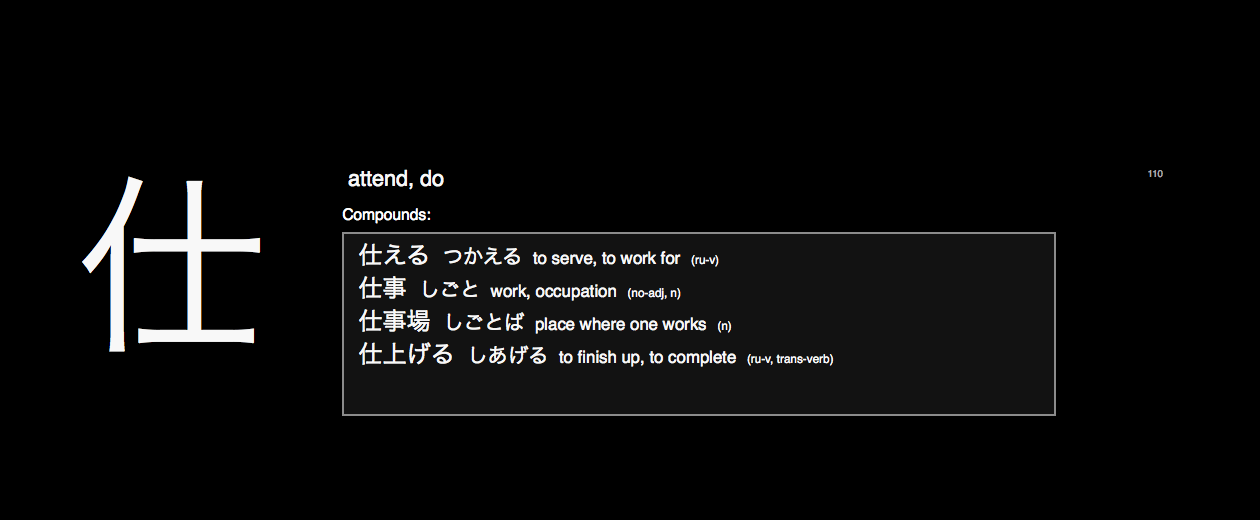 仕
attend, do
110
Compounds:
仕える つかえる to serve, to work for (ru-v)
仕事 しごと work, occupation (no-adj, n)
仕事場 しごとば place where one works (n)
仕上げる しあげる to finish up, to complete (ru-v, trans-verb)